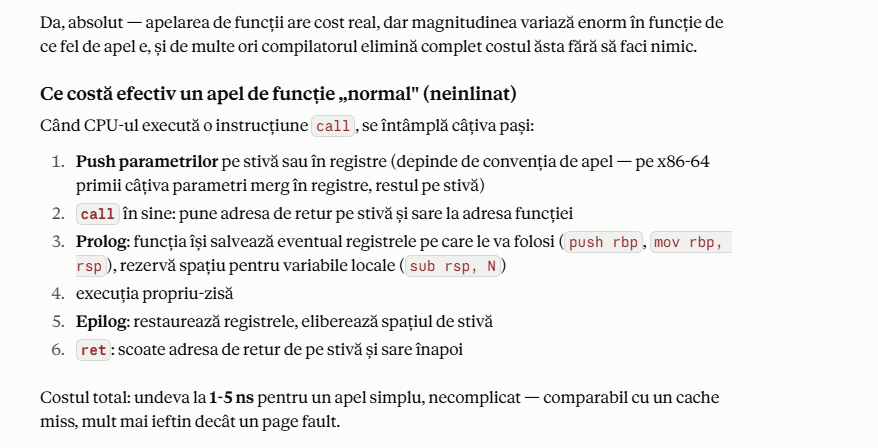 Da, absolut — apelarea de funcții are cost real, dar magnitudinea variază enorm în funcție de
ce fel de apel e, și de multe ori compilatorul elimină complet costul ăsta fără să faci nimic.
Ce costă efectiv un apel de funcție „normal" (neinlinat)
Când CPU-ul execută o instrucțiune call, se întâmplă câțiva pași:
1. Push parametrilor pe stivă sau în registre (depinde de convenția de apel — pe x86-64
primii câțiva parametri merg în registre, restul pe stivă)
2. call în sine: pune adresa de retur pe stivă și sare la adresa funcției
3. Prolog: funcția își salvează eventual registrele pe care le va folosi (push rbp, mov rbp,
rsp), rezervă spațiu pentru variabile locale (sub rsp, N)
4. execuția propriu-zisă
5. Epilog: restaurează registrele, eliberează spațiul de stivă
6. ret: scoate adresa de retur de pe stivă și sare înapoi
Costul total: undeva la 1-5 ns pentru un apel simplu, necomplicat — comparabil cu un cache
miss, mult mai ieftin decât un page fault.